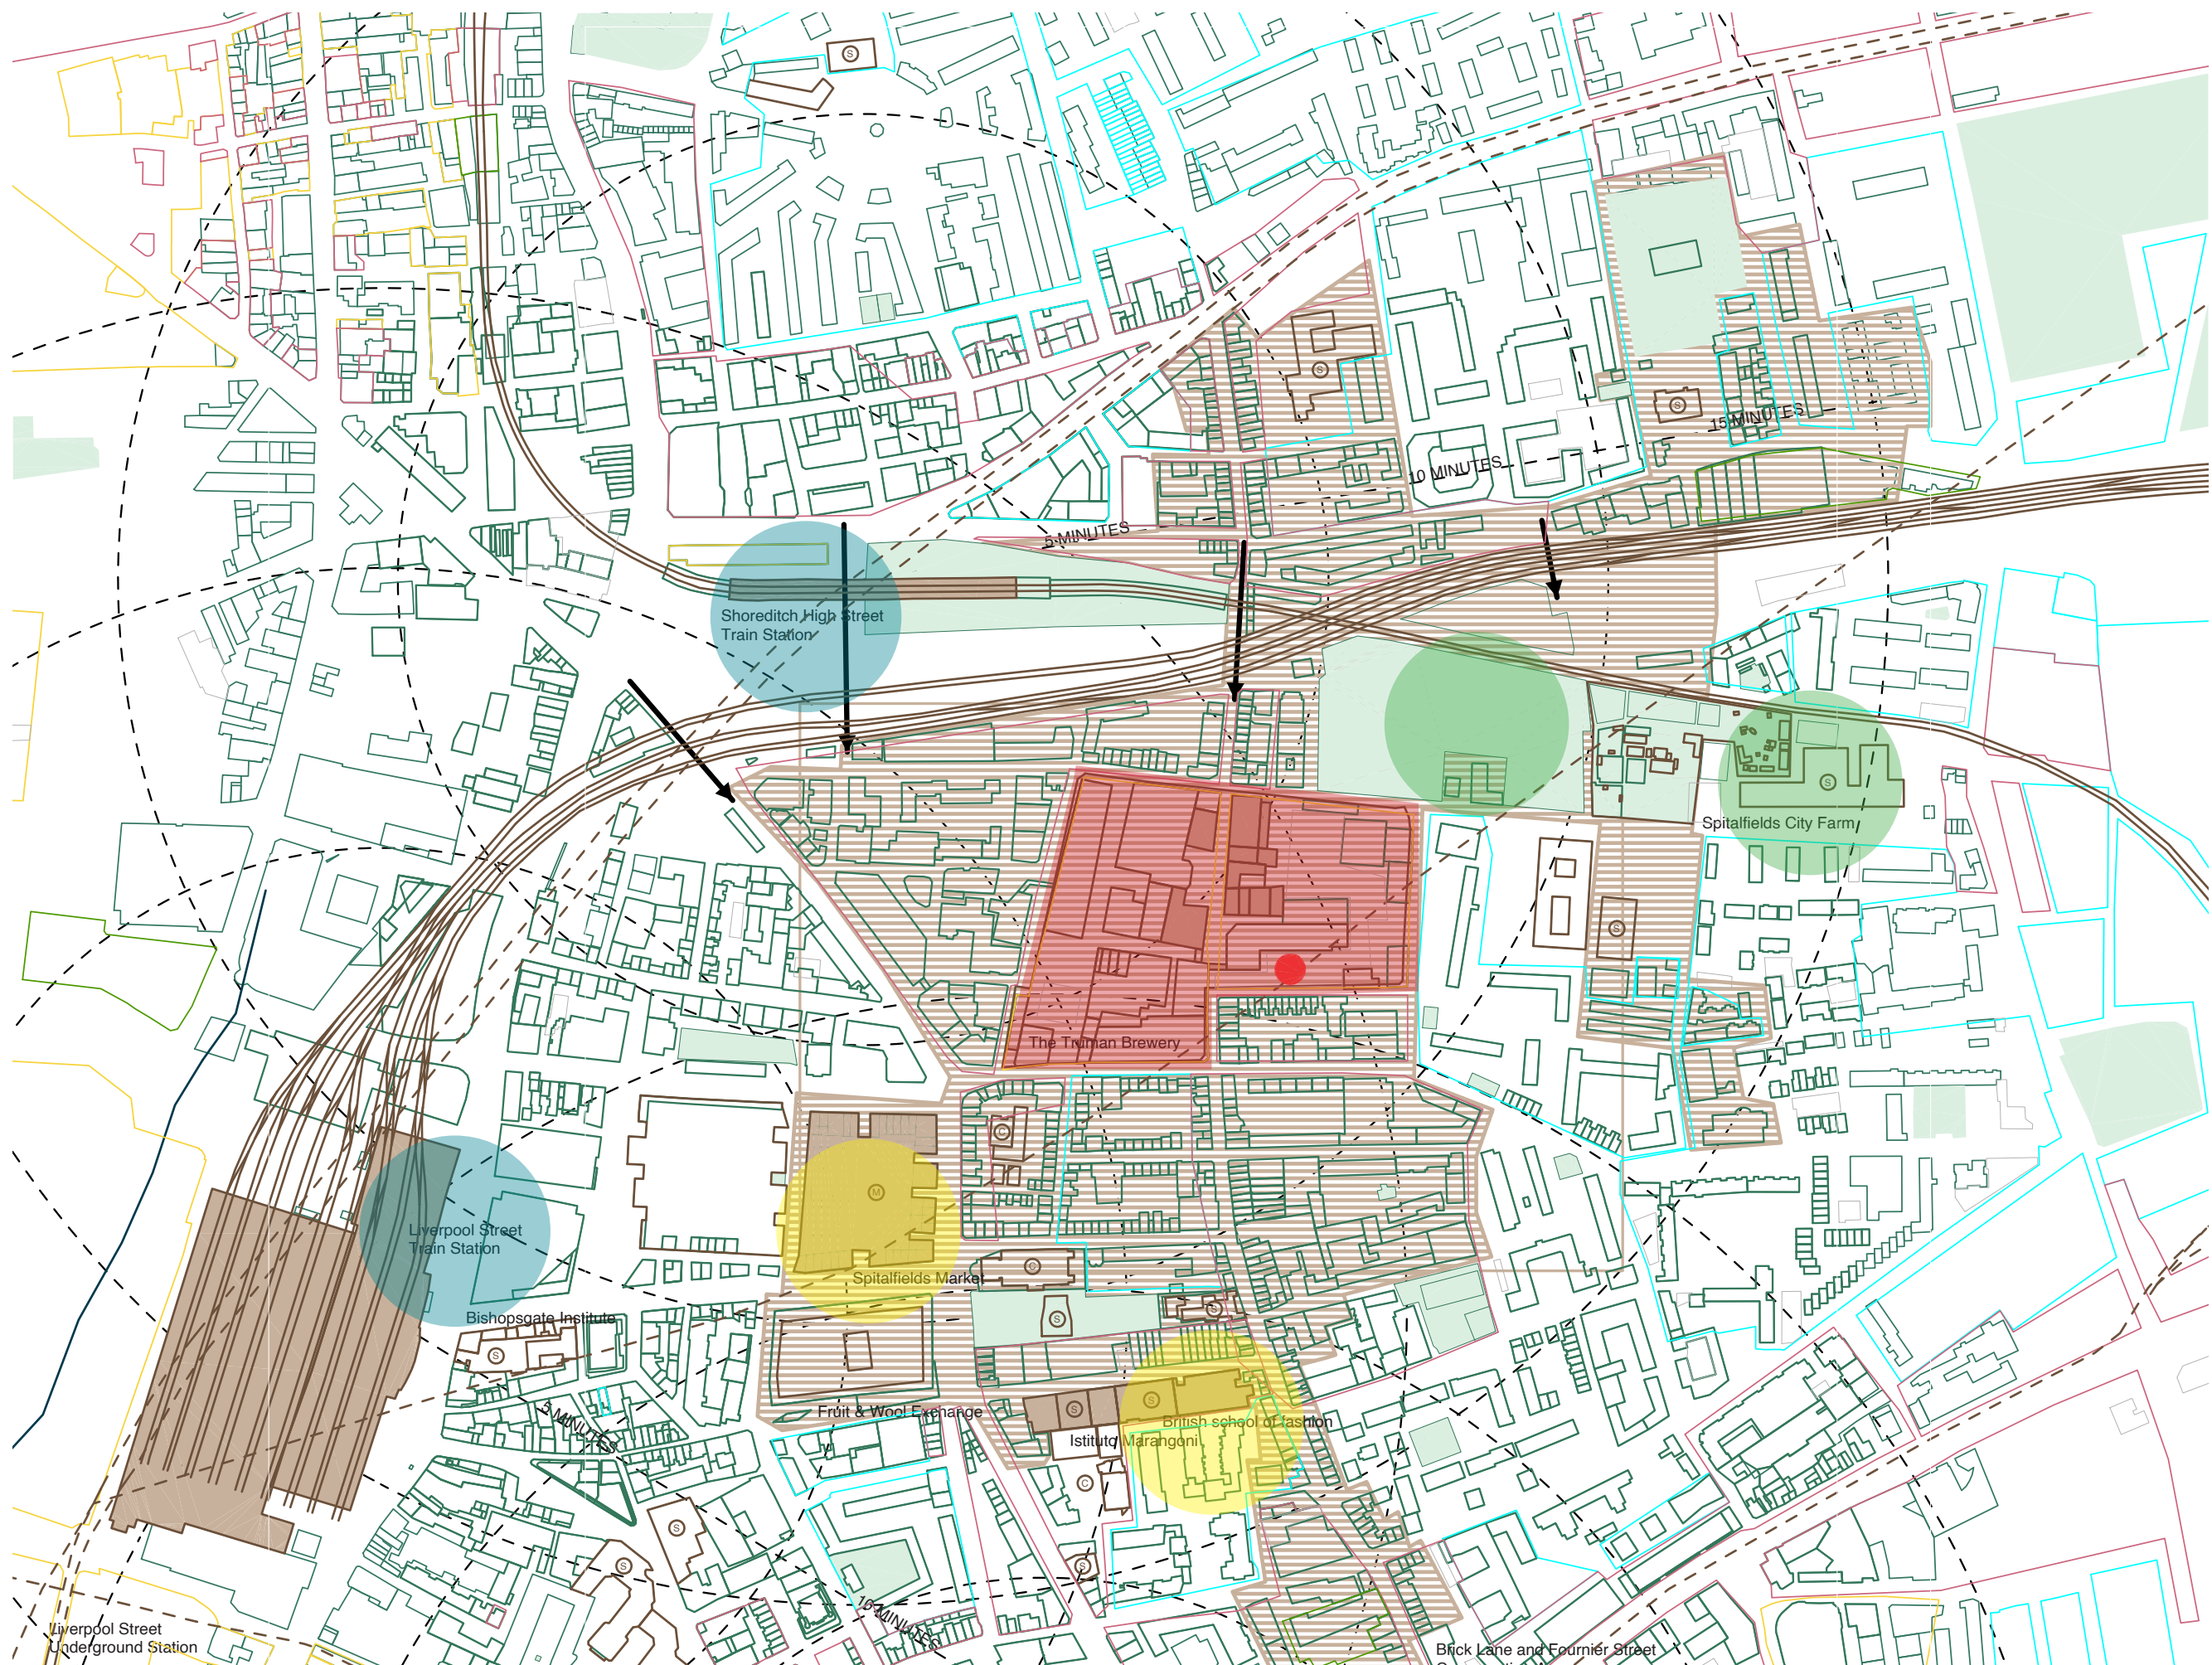 S
S
15 MINUTES
S
10 MINUTES
5 MINUTES
Shoreditch High Street
Train Station
S
Spitalfields City Farm
S
The Truman Brewery
C
M
Liverpool Street
Train Station
C
Spitalfields Market
S
S
Bishopsgate Institute
S
S
S
Fruit & Wool Exchange
British school of fashion
Istituto Marangoni
5 MINUTES
C
S
S
S
10 MINUTES
Liverpool Street
Underground Station
Brick Lane and Fournier Street